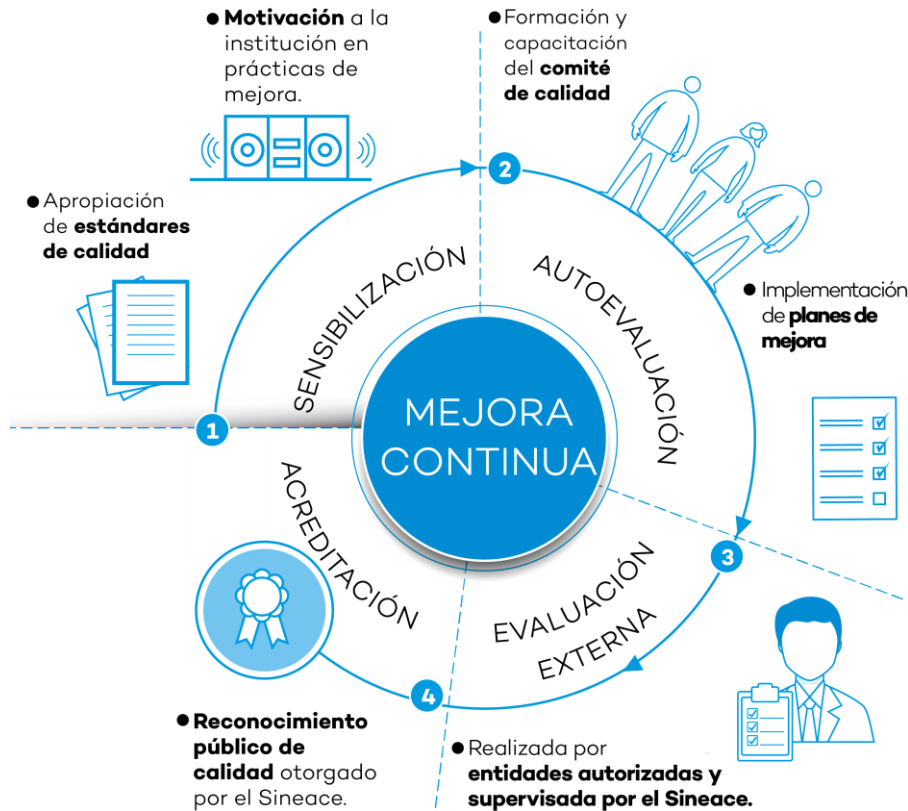 ● Motivación a la
institución en
prácticas de
mejora.
● Formación y
capacitación
del comité
de calidad
● Apropiación
de estándares
de calidad
● Implementación
de planes de
mejora
1
SENSIBILIZACIÓN
2
AUTOEVALUACIÓN
MEJORA
CONTINUA
3
EVALUACIÓN
EXTERNA
4
ACREDITACIÓN
● Reconocimiento
público de
calidad otorgado
por el Sineace.
● Realizada por
entidades autorizadas y
supervisada por el Sineace.